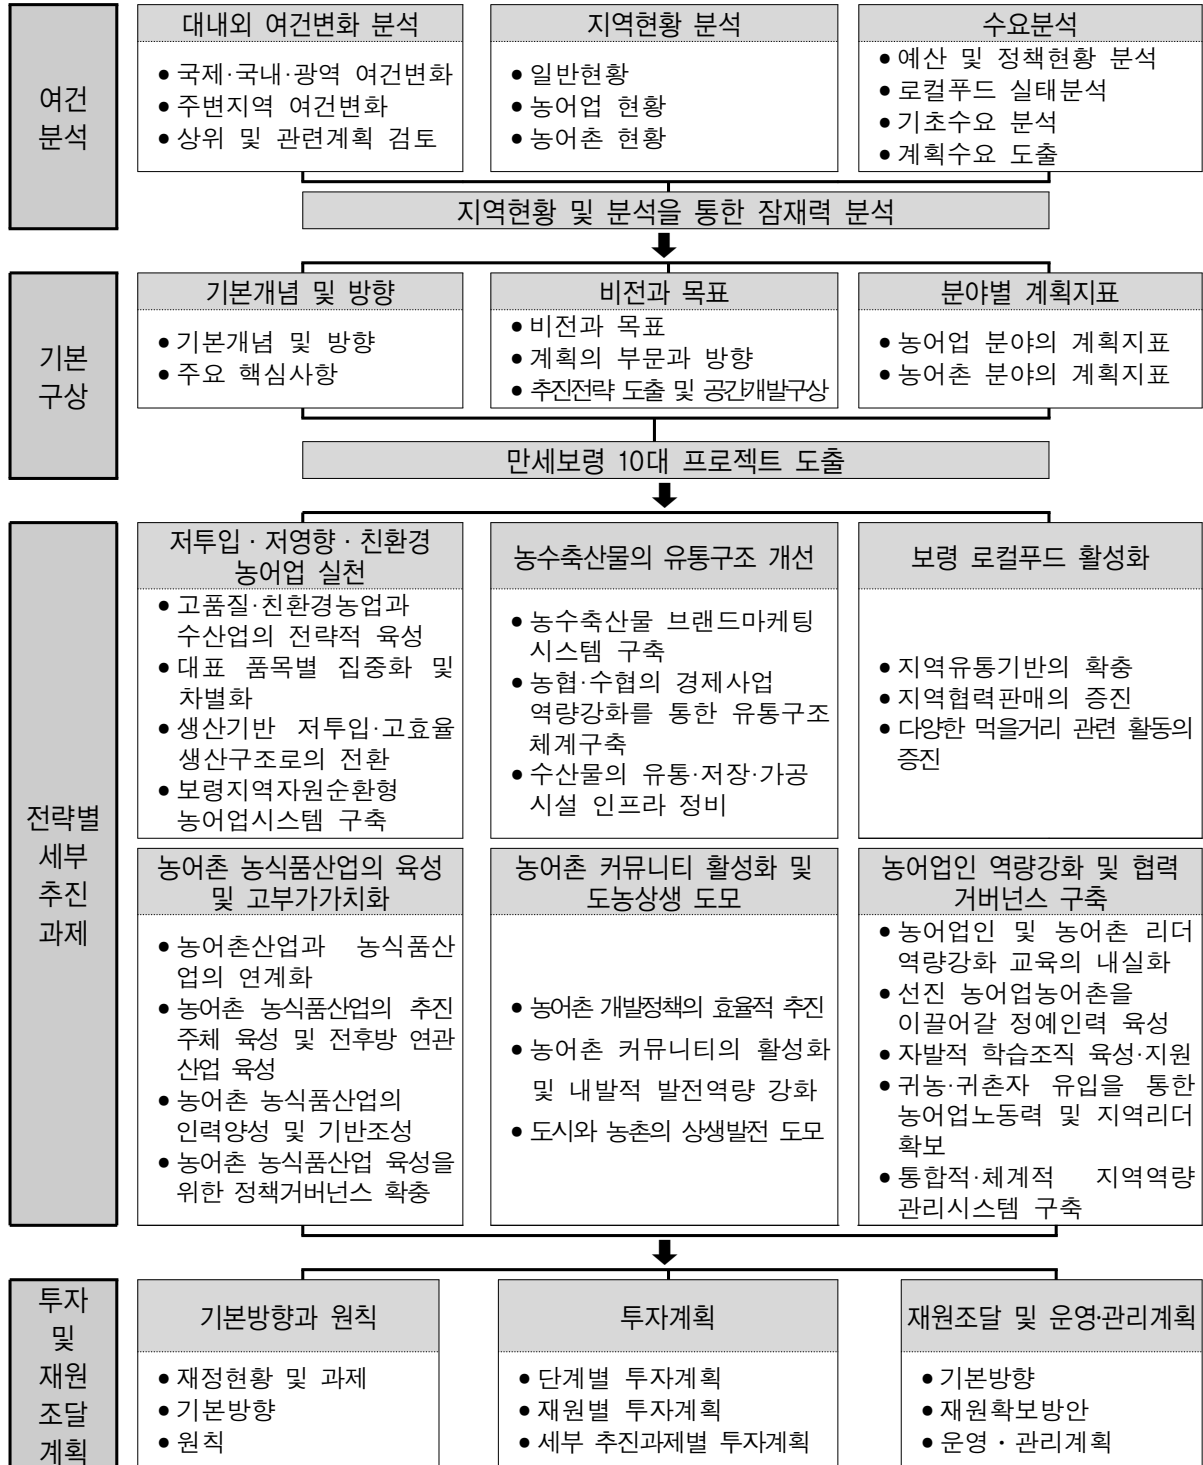 여건
분석
대내외 여건변화 분석
● 국제·국내·광역 여건변화
● 주변지역 여건변화
● 상위 및 관련계획 검토
지역현황 분석
● 일반현황
● 농어업 현황
● 농어촌 현황
수요분석
● 예산 및 정책현황 분석
● 로컬푸드 실태분석
● 기초수요 분석
● 계획수요 도출
지역현황 및 분석을 통한 잠재력 분석
기본
구상
기본개념 및 방향
● 기본개념 및 방향
● 주요 핵심사항
비전과 목표
● 비전과 목표
● 계획의 부문과 방향
● 추진전략 도출 및 공간개발구상
분야별 계획지표
● 농어업 분야의 계획지표
● 농어촌 분야의 계획지표
만세보령 10대 프로젝트 도출
전략별
세부
추진
과제
저투입 · 저영향 · 친환경
농어업 실천
● 고품질·친환경농업과
수산업의 전략적 육성
● 대표 품목별 집중화 및
차별화
● 생산기반 저투입·고효율
생산구조로의 전환
● 보령지역자원순환형
농어업시스템 구축
농수축산물의 유통구조 개선
● 농수축산물 브랜드마케팅
시스템 구축
● 농협·수협의 경제사업
역량강화를 통한 유통구조
체계구축
● 수산물의 유통·저장·가공
시설 인프라 정비
보령 로컬푸드 활성화
● 지역유통기반의 확충
● 지역협력판매의 증진
● 다양한 먹을거리 관련 활동의
증진
농어촌 농식품산업의 육성
및 고부가가치화
● 농어촌산업과 농식품산
업의 연계화
● 농어촌 농식품산업의 추진
주체 육성 및 전후방 연관
산업 육성
● 농어촌 농식품산업의
인력양성 및 기반조성
● 농어촌 농식품산업 육성을
위한 정책거버넌스 확충
농어촌 커뮤니티 활성화 및
도농상생 도모
● 농어촌 개발정책의 효율적 추진
● 농어촌 커뮤니티의 활성화
및 내발적 발전역량 강화
● 도시와 농촌의 상생발전 도모
농어업인 역량강화 및 협력
거버넌스 구축
● 농어업인 및 농어촌 리더
역량강화 교육의 내실화
● 선진 농어업농어촌을
이끌어갈 정예인력 육성
● 자발적 학습조직 육성·지원
● 귀농·귀촌자 유입을 통한
농어업노동력 및 지역리더
확보
● 통합적·체계적 지역역량
관리시스템 구축
투자
및
재원
조달
계획
기본방향과 원칙
● 재정현황 및 과제
● 기본방향
● 원칙
투자계획
● 단계별 투자계획
● 재원별 투자계획
● 세부 추진과제별 투자계획
재원조달 및 운영·관리계획
● 기본방향
● 재원확보방안
● 운영 · 관리계획